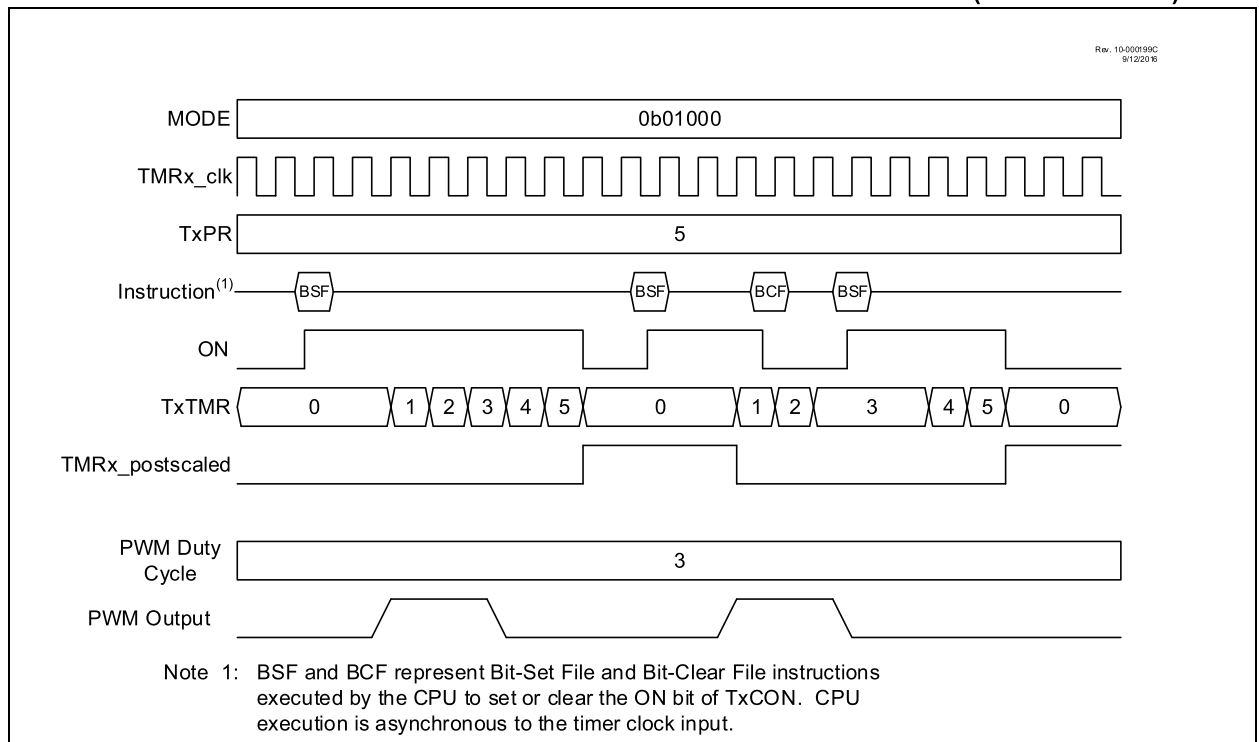 Rev. 10-000199C
9/12/2016
MODE 0b01000
TMRx_clk
TxPR 5
Instruction(1) BSF BSF BCF BSF
ON
TxTMR 0 1 2 3 4 5 0 1 2 3 4 5 0
TMRx_postscaled
PWM Duty
Cycle 3
PWM Output
Note 1: BSF and BCF represent Bit-Set File and Bit-Clear File instructions
executed by the CPU to set or clear the ON bit of TxCON. CPU
execution is asynchronous to the timer clock input.